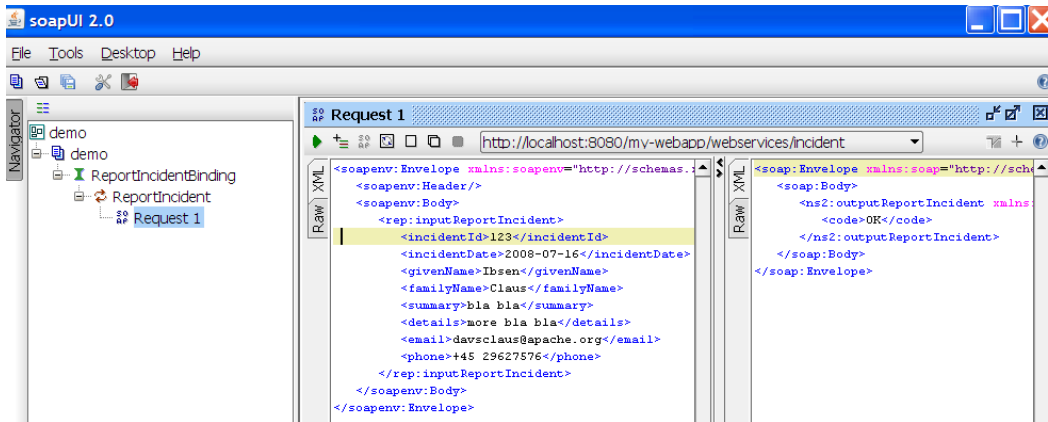 soapUI 2.0
File Tools Desktop Help
Navigator
demo
demo
ReportIncidentBinding
ReportIncident
Request 1
Request 1
http://localhost:8080/my-webapp/webservices/incident
XML
Raw
<soapenv:Envelope xmlns:soapenv="http://schemas.
<soapenv:Header/>
<soapenv:Body>
<rep:inputReportIncident>
<incidentId>123</incidentId>
<incidentDate>2008-07-16</incidentDate>
<givenName>Ibsen</givenName>
<familyName>Claus</familyName>
<summary>bla bla</summary>
<details>more bla bla</details>
<email>davsclaus@apache.org</email>
<phone>+45 29627576</phone>
</rep:inputReportIncident>
</soapenv:Body>
</soapenv:Envelope>
XML
Raw
<soap:Envelope xmlns:soap="http://sche
<soap:Body>
<ns2:outputReportIncident xmlns:
<code>OK</code>
</ns2:outputReportIncident>
</soap:Body>
</soap:Envelope>